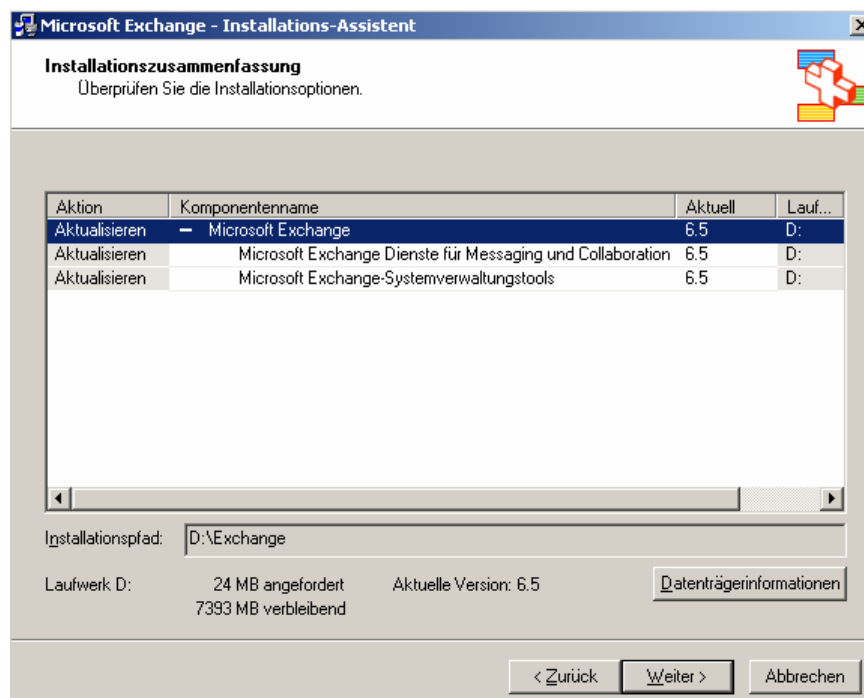 Microsoft Exchange - Installations-Assistent
Installationszusammenfassung
Überprüfen Sie die Installationsoptionen.
Aktion Komponentenname Aktuell Lauf...
Aktualisieren Microsoft Exchange 6.5 D:
Aktualisieren Microsoft Exchange Dienste für Messaging und Collaboration 6.5 D:
Aktualisieren Microsoft Exchange-Systemverwaltungstools 6.5 D:
Installationspfad: D:\Exchange
Laufwerk D: 24 MB angefordert Aktuelle Version: 6.5 Datenträgerinformationen
7393 MB verbleibend
< Zurück Weiter > Abbrechen